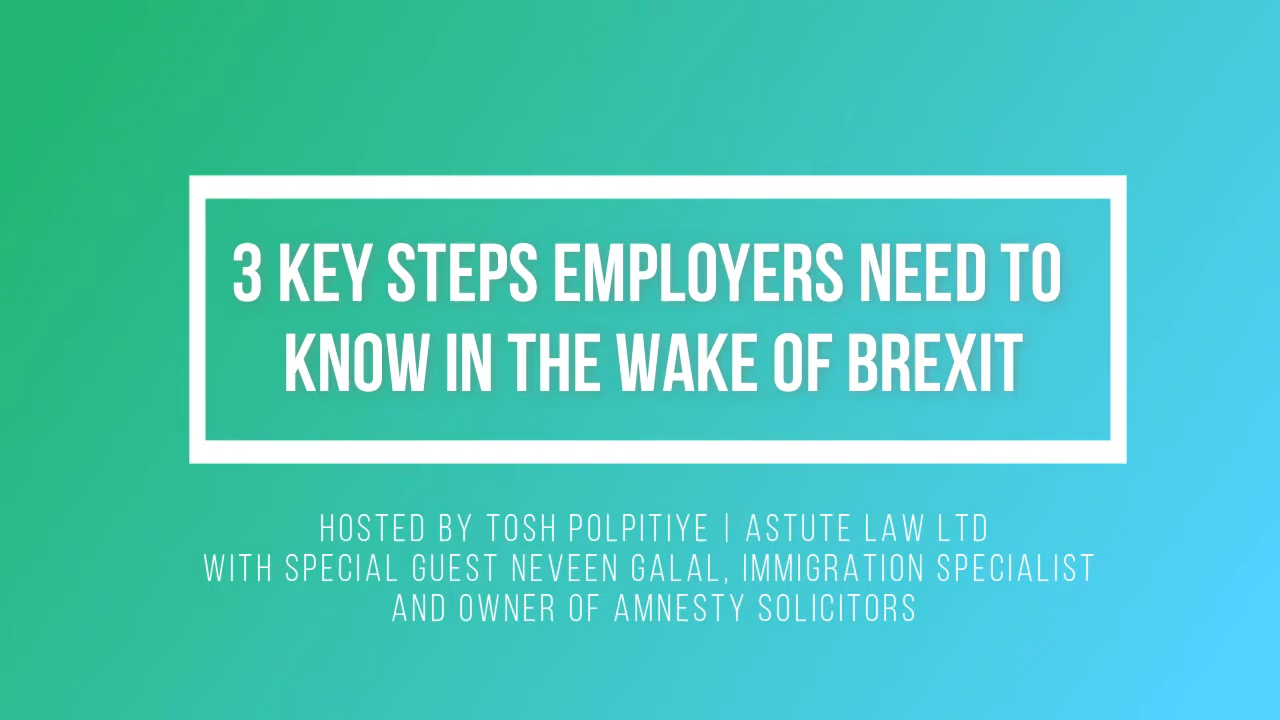 3 KEY STEPS EMPLOYERS NEED TO
KNOW IN THE WAKE OF BREXIT
HOSTED BY TOSH POLPITIYE | ASTUTE LAW LTD
WITH SPECIAL GUEST NEVEEN GALAL, IMMIGRATION SPECIALIST
AND OWNER OF AMNESTY SOLICITORS